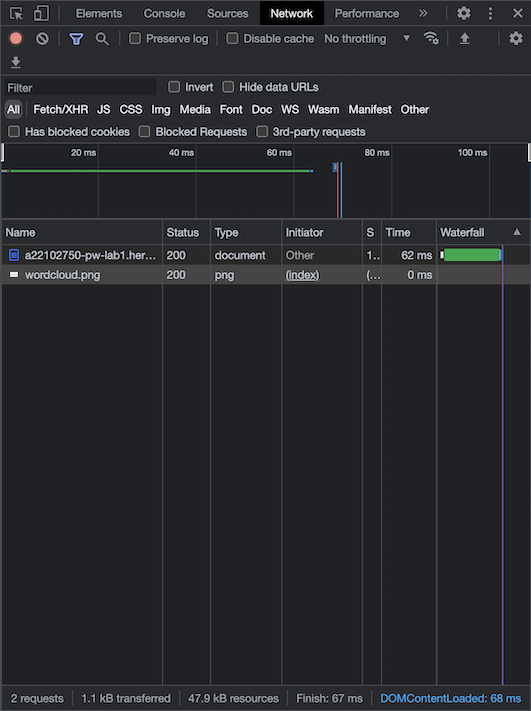 Elements Console Sources Network Performance »
Preserve log Disable cache No throttling
Filter Invert Hide data URLs
All Fetch/XHR JS CSS Img Media Font Doc WS Wasm Manifest Other
Has blocked cookies Blocked Requests 3rd-party requests
20 ms 40 ms 60 ms 80 ms 100 ms
Name Status Type Initiator S Time Waterfall
a22102750-pw-lab1.her... 200 document Other 1.. 62 ms
wordcloud.png 200 png (index) (... 0 ms
2 requests 1.1 kB transferred 47.9 kB resources Finish: 67 ms DOMContentLoaded: 68 ms